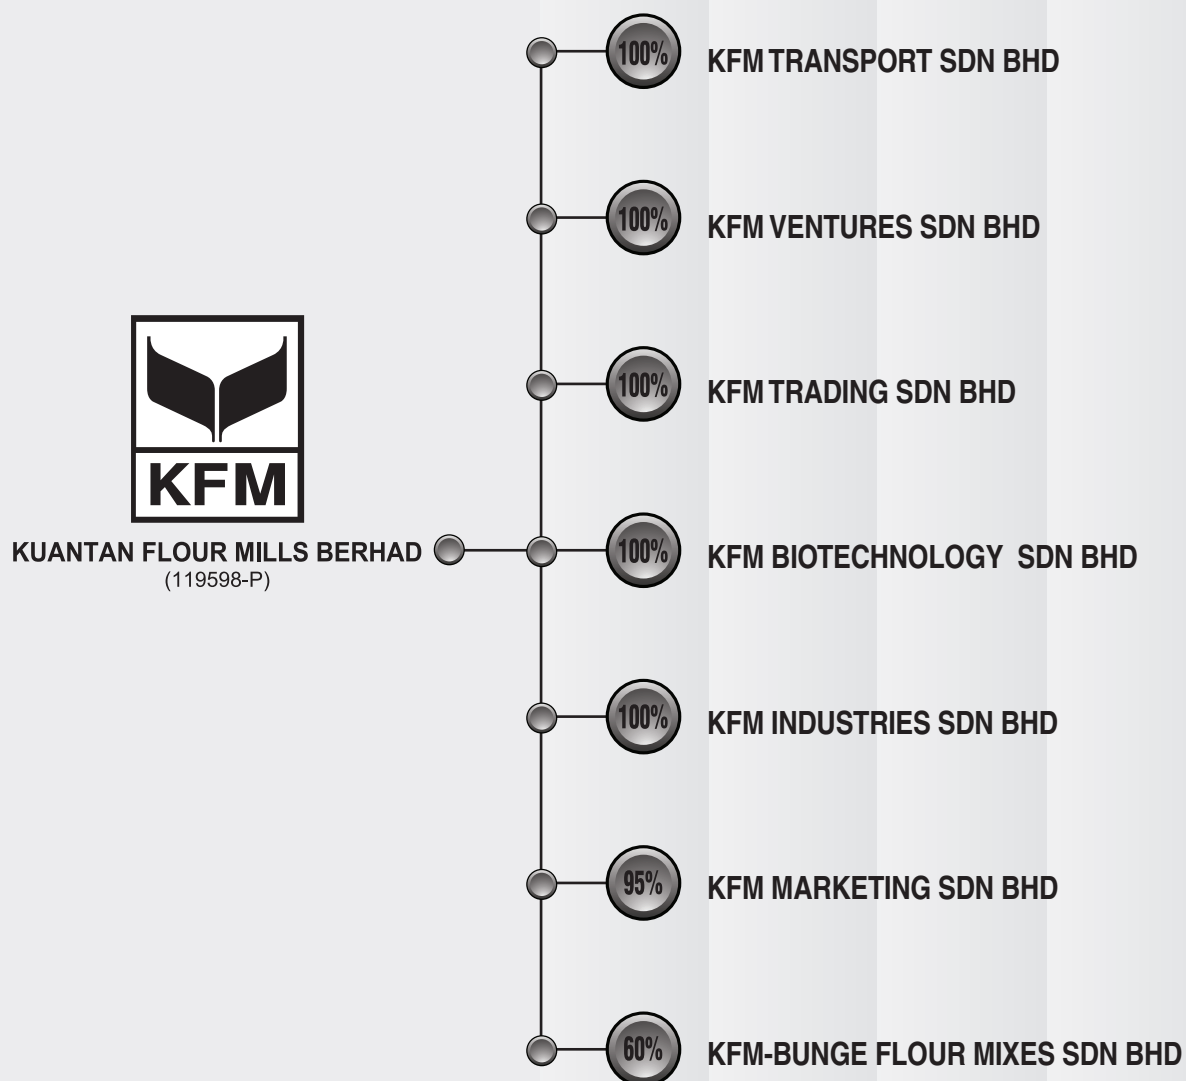 100% KFM TRANSPORT SDN BHD
100% KFM VENTURES SDN BHD
100% KFM TRADING SDN BHD
KFM
KUANTAN FLOUR MILLS BERHAD
(119598-P)
100% KFM BIOTECHNOLOGY SDN BHD
100% KFM INDUSTRIES SDN BHD
95% KFM MARKETING SDN BHD
60% KFM-BUNGE FLOUR MIXES SDN BHD